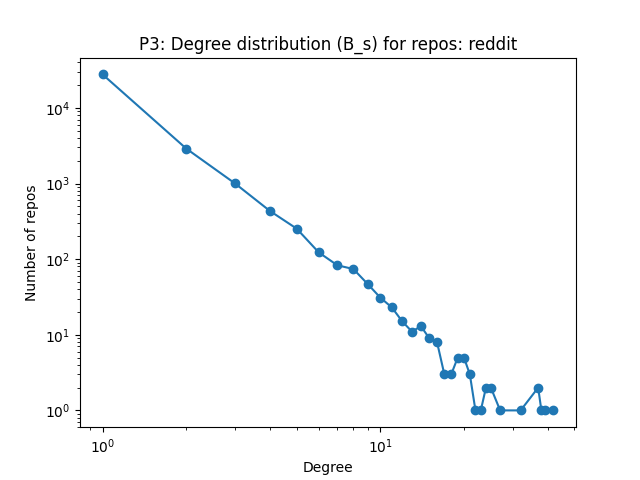 P3: Degree distribution (B_s) for repos: reddit
Number of repos
10^4
10^3
10^2
10^1
10^0
10^0
10^1
Degree